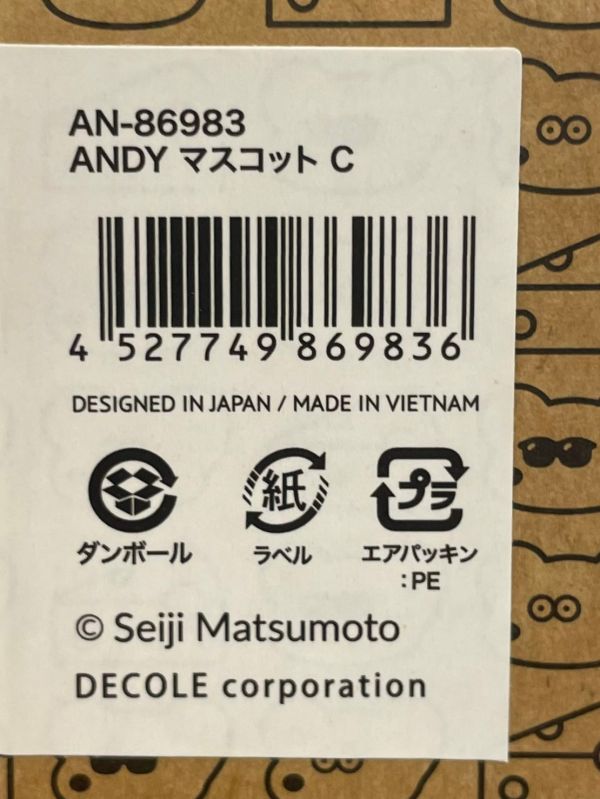 AN-86983
ANDY マスコット C
4 527749 869836
DESIGNED IN JAPAN / MADE IN VIETNAM
紙 プラ
ダンボール ラベル エアパッキン
:PE
© Seiji Matsumoto
DECOLE corporation